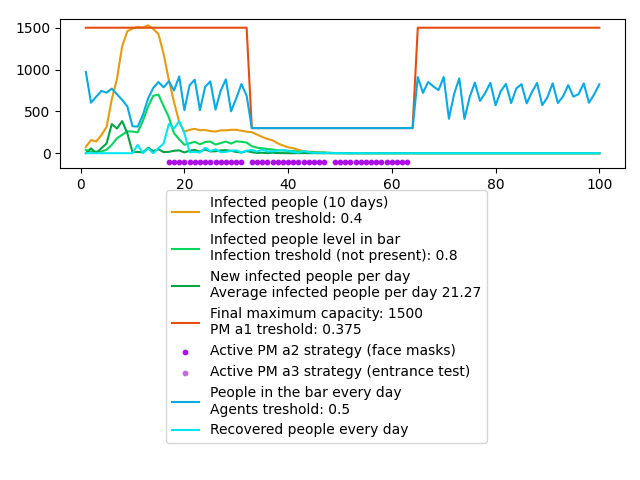 1500
1000
500
0
0
20
40
60
80
100
Infected people (10 days)
Infection treshold: 0.4
Infected people level in bar
Infection treshold (not present): 0.8
New infected people per day
Average infected people per day 21.27
Final maximum capacity: 1500
PM a1 treshold: 0.375
Active PM a2 strategy (face masks)
Active PM a3 strategy (entrance test)
People in the bar every day
Agents treshold: 0.5
Recovered people every day